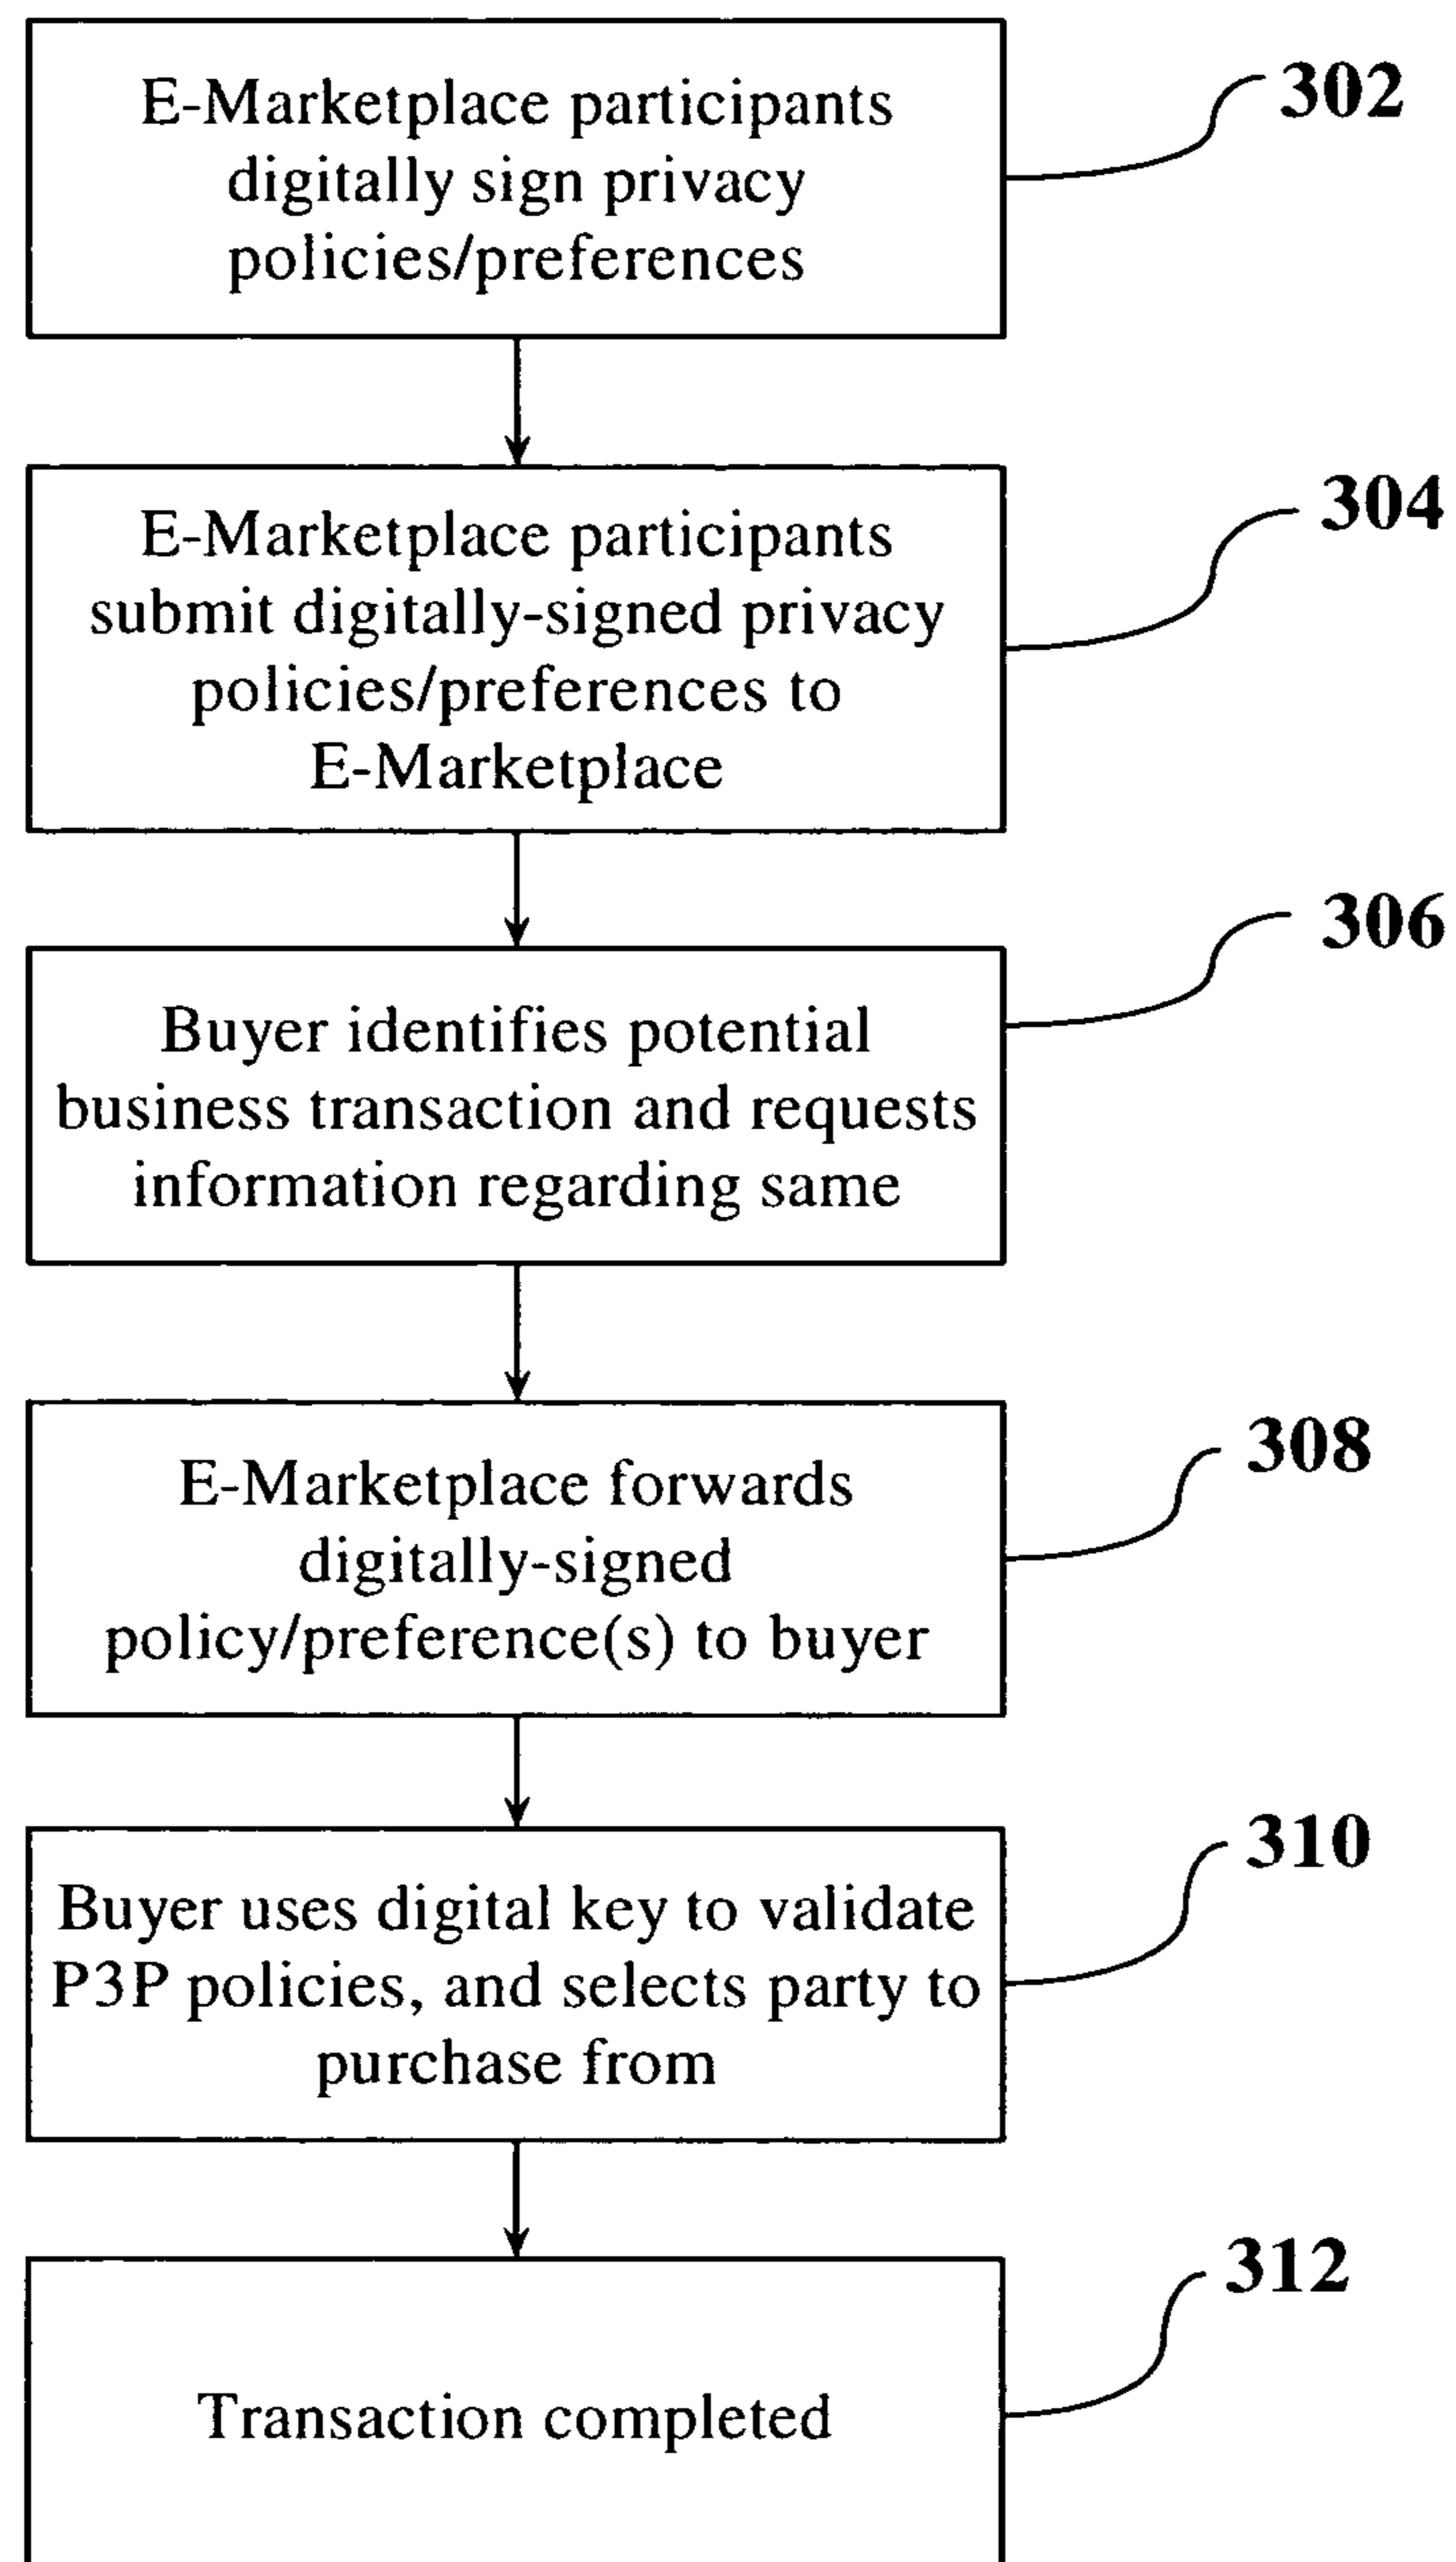 E-Marketplace participants
digitally sign privacy
policies/preferences
302
E-Marketplace participants
submit digitally-signed privacy
policies/preferences to
E-Marketplace
304
Buyer identifies potential
business transaction and requests
information regarding same
306
E-Marketplace forwards
digitally-signed
policy/preference(s) to buyer
308
Buyer uses digital key to validate
P3P policies, and selects party to
purchase from
310
Transaction completed
312